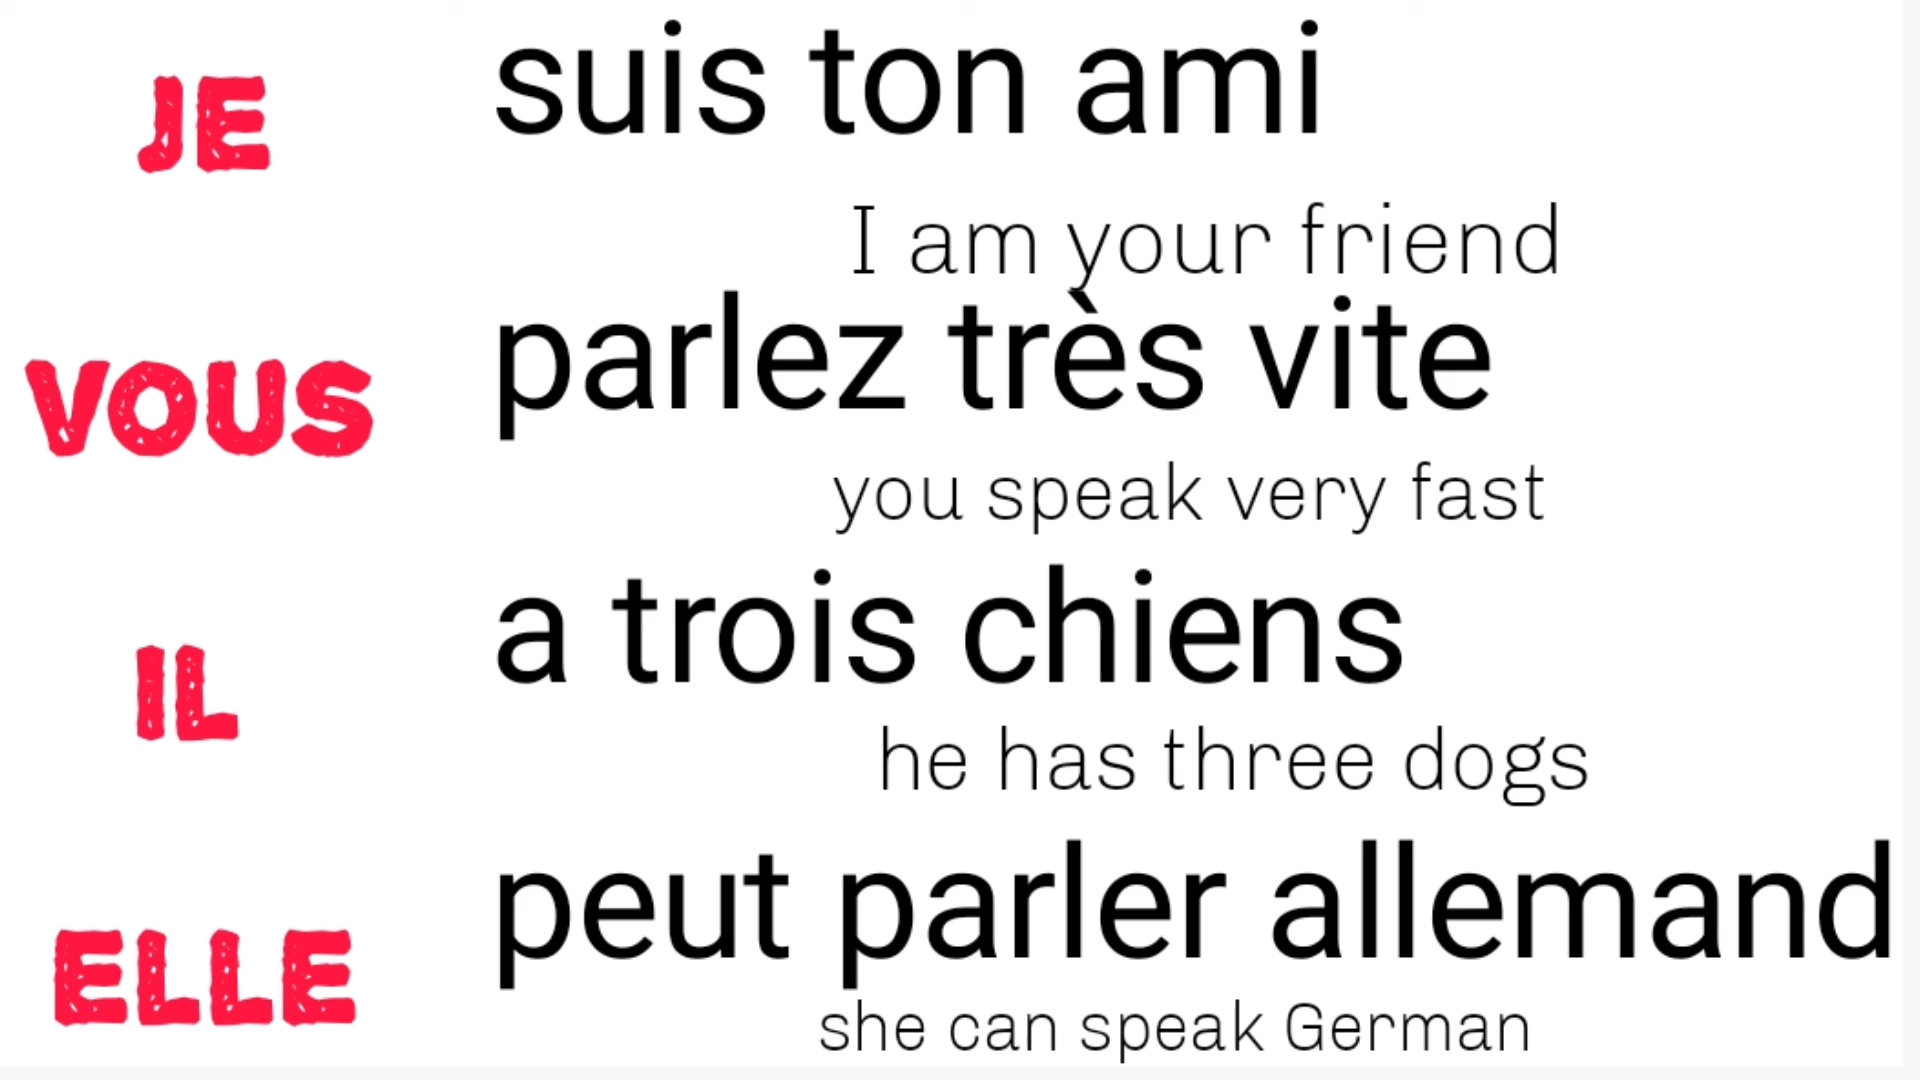 JE suis ton ami
I am your friend
VOUS parlez très vite
you speak very fast
IL a trois chiens
he has three dogs
ELLE peut parler allemand
she can speak German